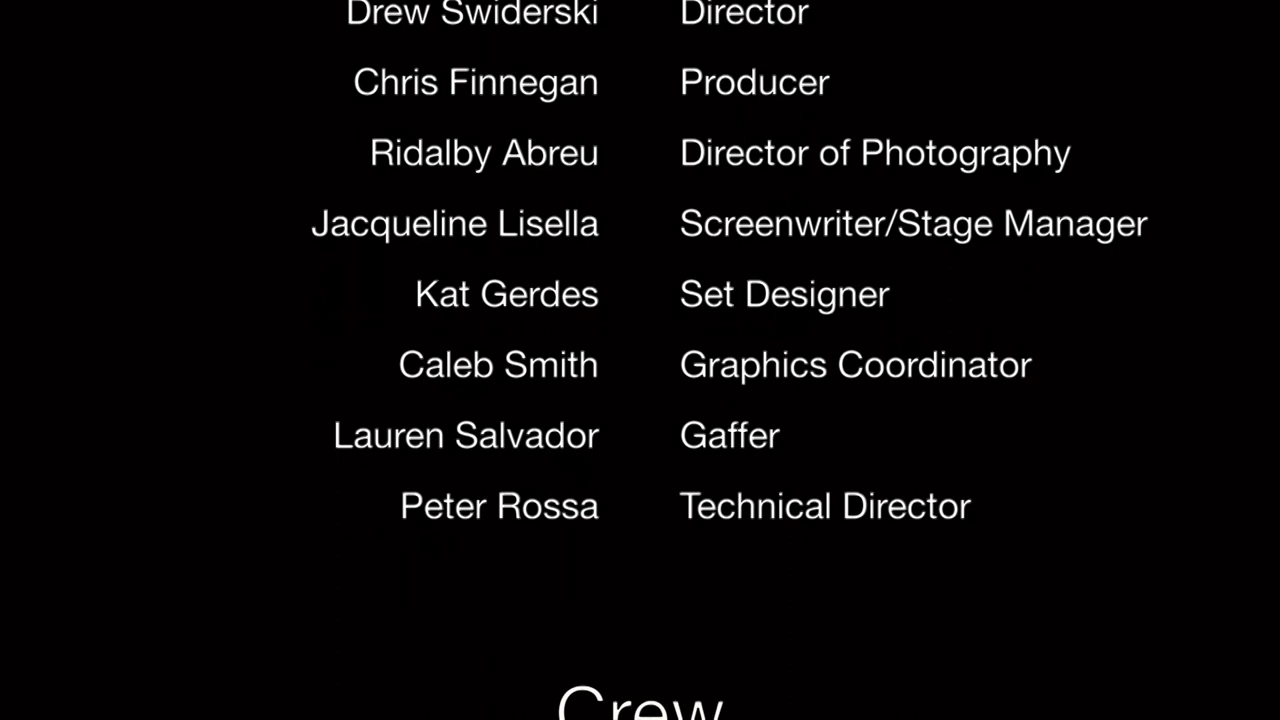 Drew Swiderski Director
Chris Finnegan Producer
Ridalby Abreu Director of Photography
Jacqueline Lisella Screenwriter/Stage Manager
Kat Gerdes Set Designer
Caleb Smith Graphics Coordinator
Lauren Salvador Gaffer
Peter Rossa Technical Director
Crew